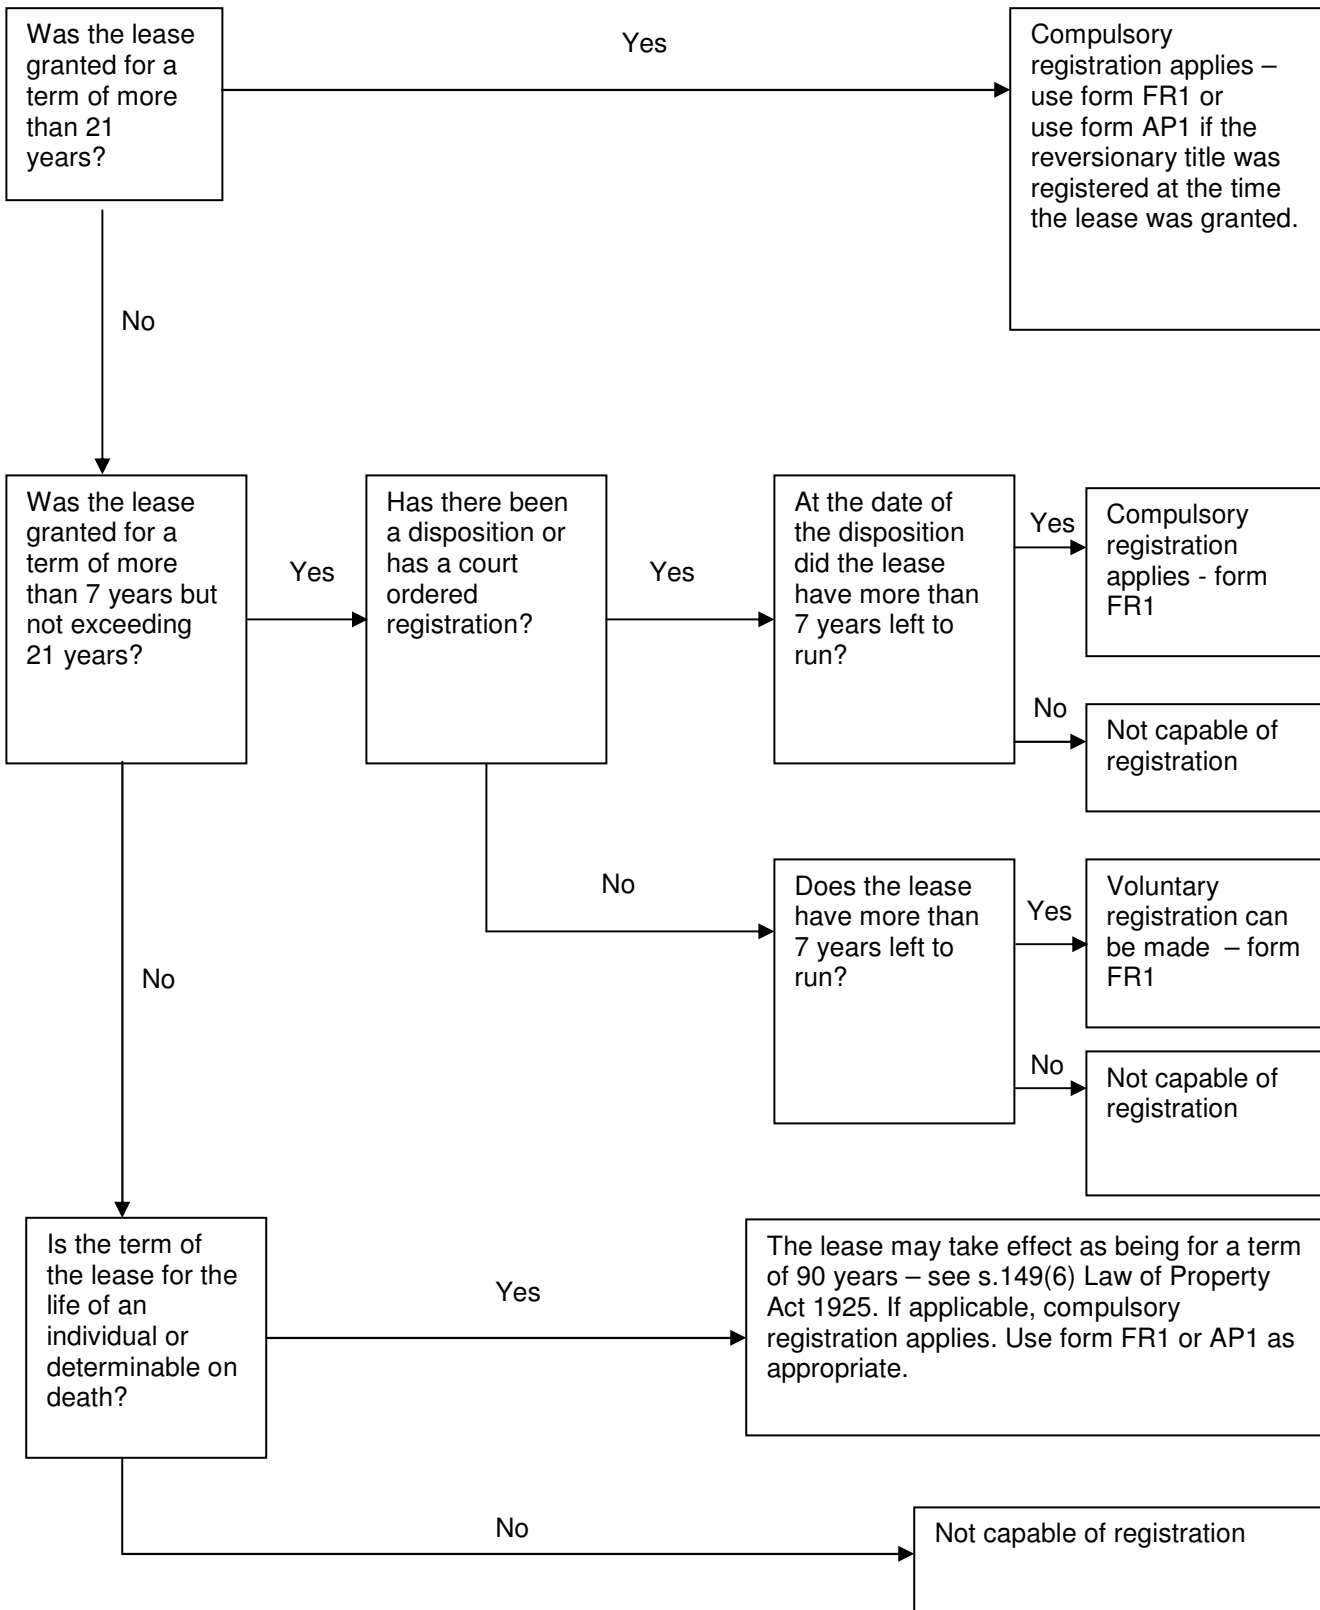 Was the lease
granted for a
term of more
than 21
years?
Yes
Compulsory
registration applies –
use form FR1 or
use form AP1 if the
reversionary title was
registered at the time
the lease was granted.
No
Was the lease
granted for a
term of more
than 7 years but
not exceeding
21 years?
Yes
Has there been
a disposition or
has a court
ordered
registration?
Yes
At the date of
the disposition
did the lease
have more than
7 years left to
run?
Yes
Compulsory
registration
applies - form
FR1
No
Not capable of
registration
No
Does the lease
have more than
7 years left to
run?
Yes
Voluntary
registration can
be made – form
FR1
No
Not capable of
registration
No
Is the term of
the lease for the
life of an
individual or
determinable on
death?
Yes
The lease may take effect as being for a term
of 90 years – see s.149(6) Law of Property
Act 1925. If applicable, compulsory
registration applies. Use form FR1 or AP1 as
appropriate.
No
Not capable of registration